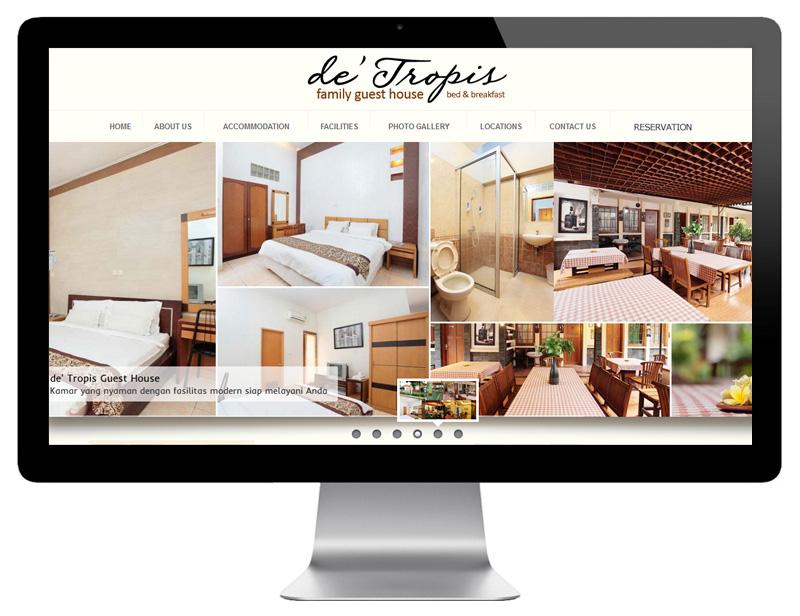 de' Tropis
family guest house bed & breakfast
HOME ABOUT US ACCOMMODATION FACILITIES PHOTO GALLERY LOCATIONS CONTACT US RESERVATION
de' Tropis Guest House
Kamar yang nyaman dengan fasilitas modern siap melayani Anda